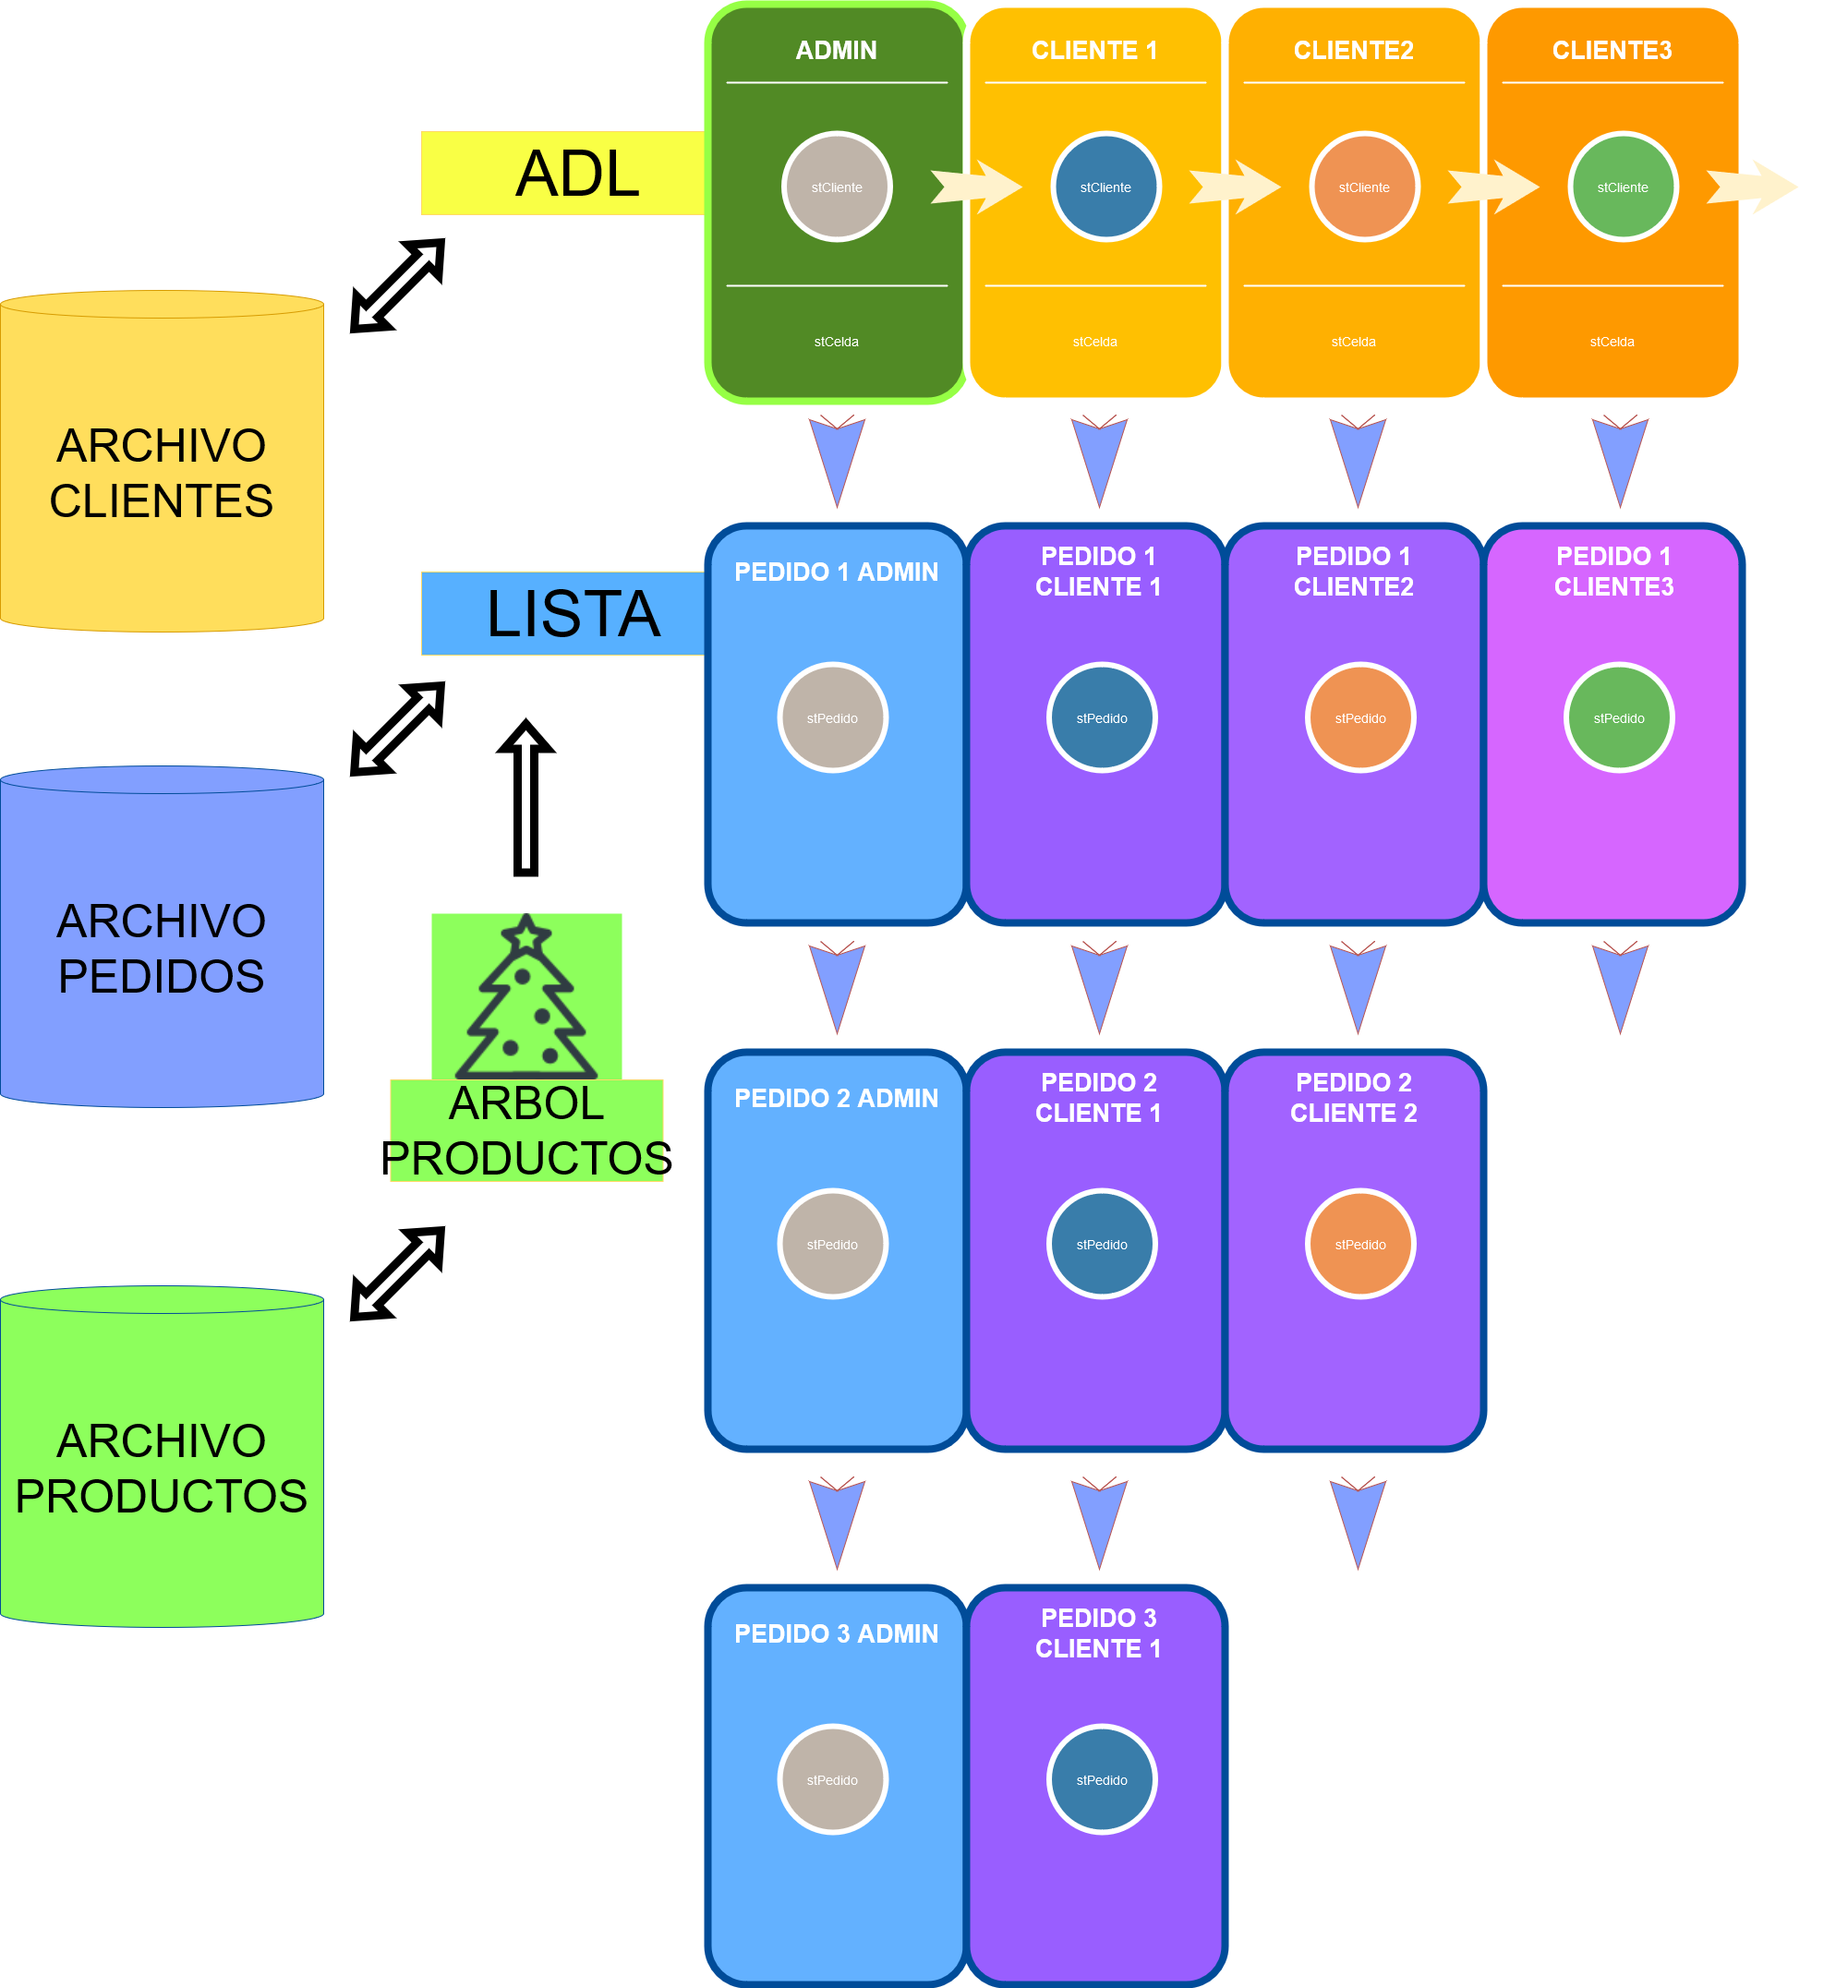 ADMIN
CLIENTE 1
CLIENTE2
CLIENTE3
ADL
stCliente
stCliente
stCliente
stCliente
stCelda
stCelda
stCelda
stCelda
ARCHIVO
CLIENTES
LISTA
PEDIDO 1 ADMIN
PEDIDO 1
CLIENTE 1
PEDIDO 1
CLIENTE2
PEDIDO 1
CLIENTE3
stPedido
stPedido
stPedido
stPedido
ARCHIVO
PEDIDOS
ARBOL
PRODUCTOS
PEDIDO 2 ADMIN
PEDIDO 2
CLIENTE 1
PEDIDO 2
CLIENTE 2
stPedido
stPedido
stPedido
ARCHIVO
PRODUCTOS
PEDIDO 3 ADMIN
PEDIDO 3
CLIENTE 1
stPedido
stPedido